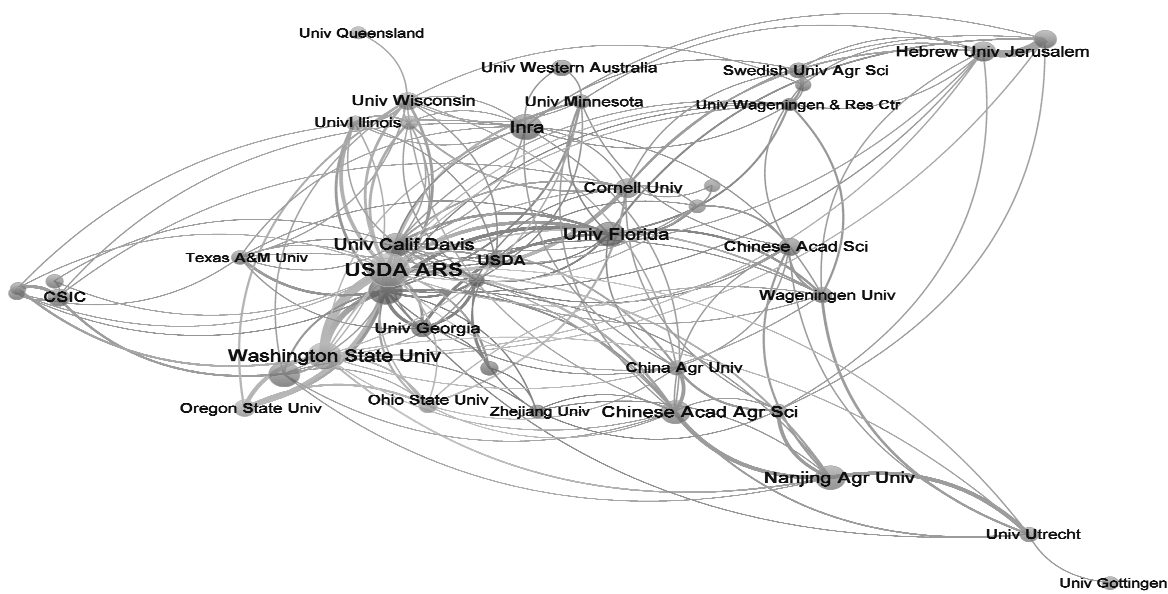 Univ Queensland
Hebrew Univ Jerusalem
Univ Western Australia
Swedish Univ Agr Sci
Univ Wisconsin
Univ Minnesota
Univ Wageningen & Res Ctr
Univl Ilinois
Inra
Cornell Univ
Univ Florida
Univ Calif Davis
Chinese Acad Sci
Texas A&M Univ
USDA
USDA ARS
CSIC
Wageningen Univ
Univ Georgia
Washington State Univ
China Agr Univ
Ohio State Univ
Oregon State Univ
Zhejiang Univ
Chinese Acad Agr Sci
Nanjing Agr Univ
Univ Utrecht
Univ Gottingen